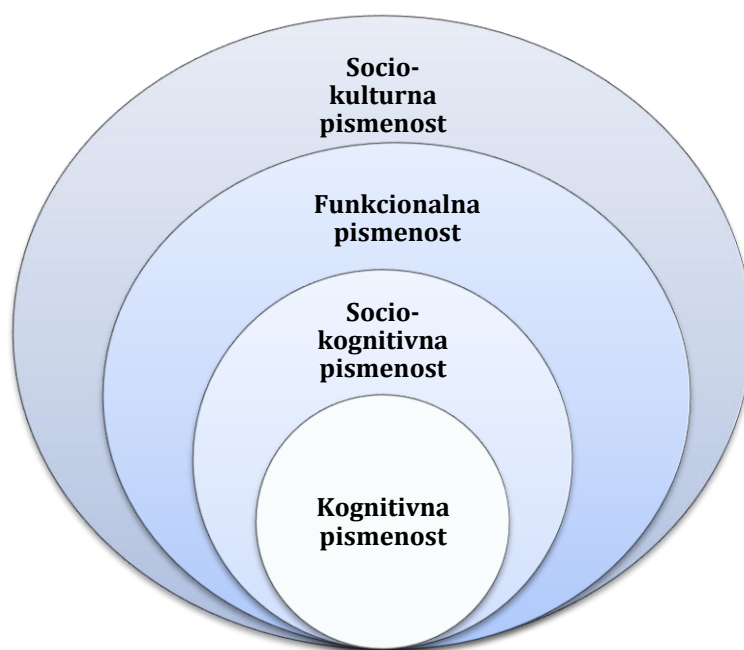 Socio-
kulturna
pismenost
Funkcionalna
pismenost
Socio-
kognitivna
pismenost
Kognitivna
pismenost